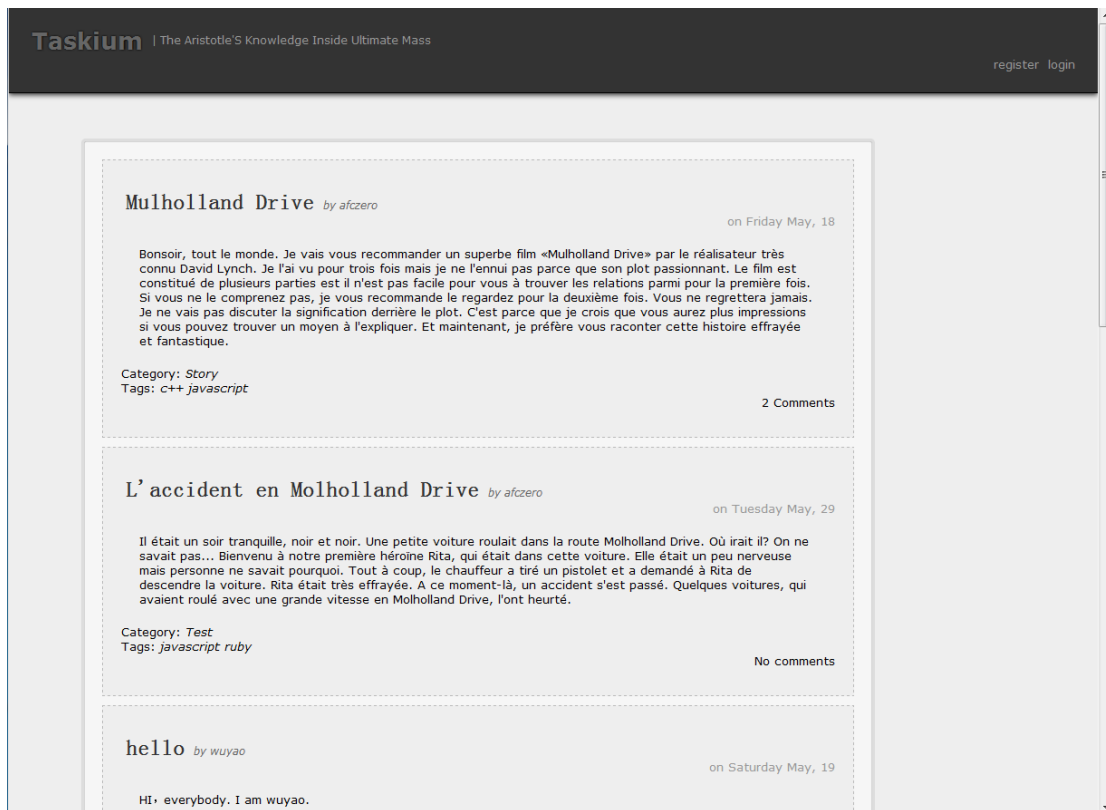 Taskium | The Aristotle'S Knowledge Inside Ultimate Mass
register login
Mulholland Drive by afczero
on Friday May, 18
Bonsoir, tout le monde. Je vais vous recommander un superbe film «Mulholland Drive» par le réalisateur très
connu David Lynch. Je l'ai vu pour trois fois mais je ne l'ennui pas parce que son plot passionnant. Le film est
constitué de plusieurs parties est il n'est pas facile pour vous à trouver les relations parmi pour la première fois.
Si vous ne le comprenez pas, je vous recommande le regardez pour la deuxième fois. Vous ne regrettera jamais.
Je ne vais pas discuter la signification derrière le plot. C'est parce que je crois que vous aurez plus impressions
si vous pouvez trouver un moyen à l'expliquer. Et maintenant, je préfère vous raconter cette histoire effrayée
et fantastique.
Category: Story
Tags: c++ javascript
2 Comments
L'accident en Molholland Drive by afczero
on Tuesday May, 29
Il était un soir tranquille, noir et noir. Une petite voiture roulait dans la route Molholland Drive. Où irait il? On ne
savait pas... Bienvenu à notre première héroïne Rita, qui était dans cette voiture. Elle était un peu nerveuse
mais personne ne savait pourquoi. Tout à coup, le chauffeur a tiré un pistolet et a demandé à Rita de
descendre la voiture. Rita était très effrayée. A ce moment-là, un accident s'est passé. Quelques voitures, qui
avaient roulé avec une grande vitesse en Molholland Drive, l'ont heurté.
Category: Test
Tags: javascript ruby
No comments
hello by wuyao
on Saturday May, 19
HI, everybody. I am wuyao.